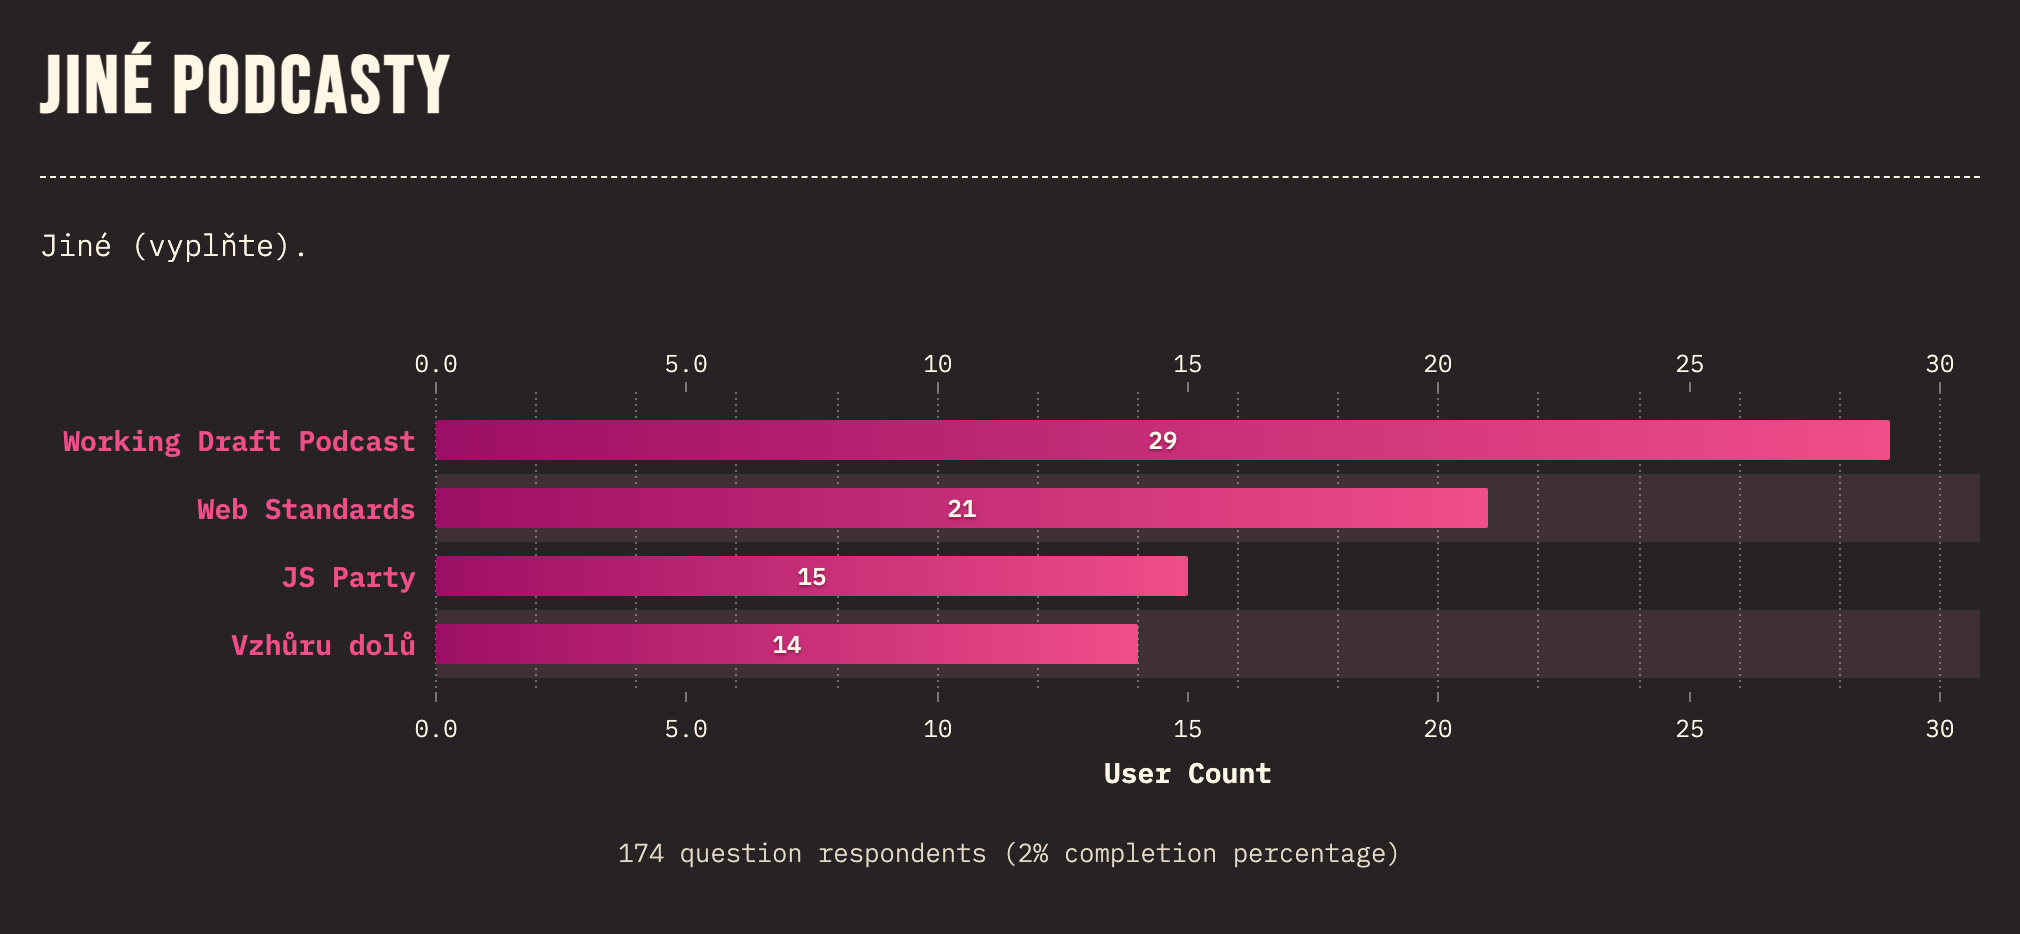 JINÉ PODCASTY
Jiné (vyplňte).
0.0 5.0 10 15 20 25 30
Working Draft Podcast 29
Web Standards 21
JS Party 15
Vzhůru dolů 14
0.0 5.0 10 15 20 25 30
User Count
174 question respondents (2% completion percentage)